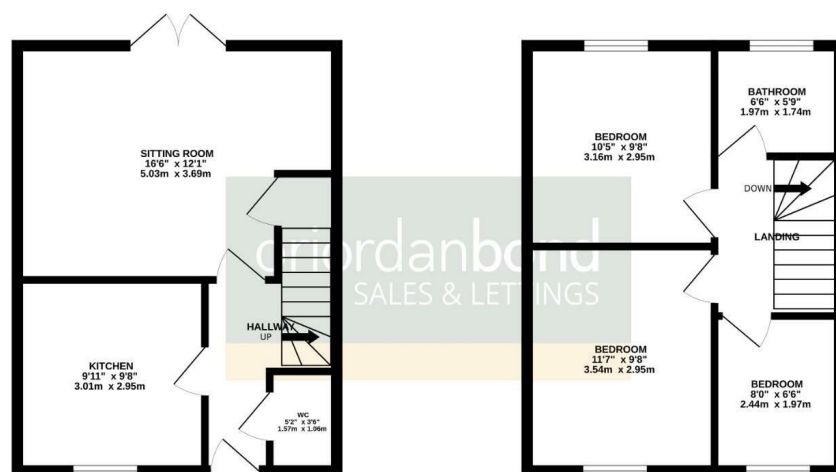 SITTING ROOM
16'6" x 12'1"
5.03m x 3.69m
HALLWAY
UP
KITCHEN
9'11" x 9'8"
3.01m x 2.95m
WC
5'2" x 3'6"
1.57m x 1.06m
BEDROOM
10'5" x 9'8"
3.16m x 2.95m
BATHROOM
6'6" x 5'9"
1.97m x 1.74m
DOWN
LANDING
BEDROOM
11'7" x 9'8"
3.54m x 2.95m
BEDROOM
8'0" x 6'6"
2.44m x 1.97m
oriordanbond
SALES & LETTINGS